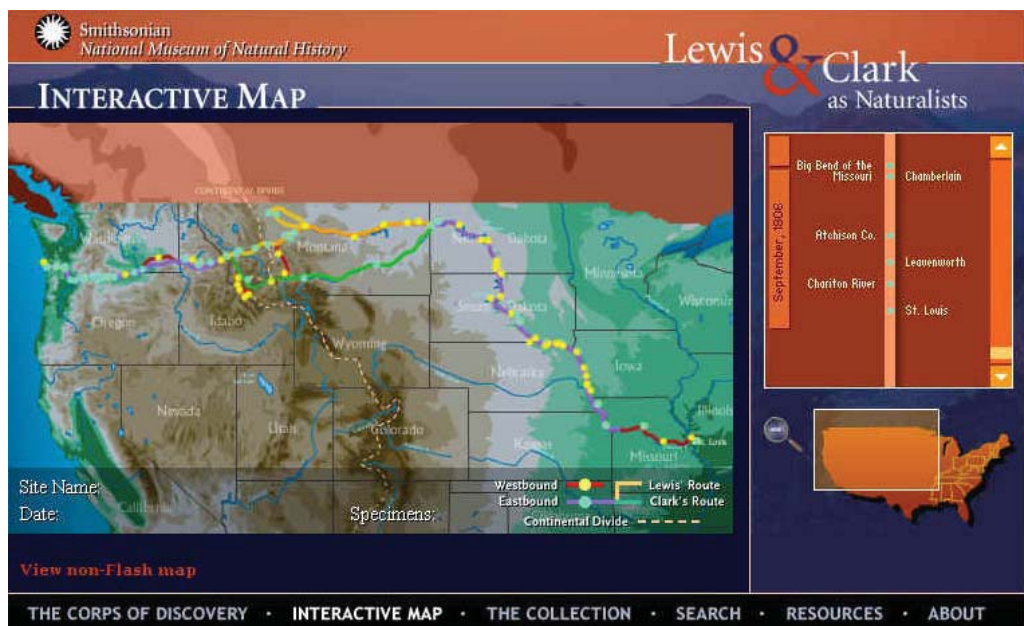 Smithsonian
National Museum of Natural History
Lewis & Clark
as Naturalists
INTERACTIVE MAP
CONTINENTAL DIVIDE
Washington
Montana
North Dakota
Minnesota
Oregon
Idaho
South Dakota
Wisconsin
Wyoming
Nebraska
Iowa
Nevada
Utah
Colorado
Kansas
Illinois
St. Louis
Missouri
California
Site Name:
Date:
Specimens:
Westbound
Lewis' Route
Eastbound
Clark's Route
Continental Divide
September, 1806
Big Bend of the
Missouri
Chamberlain
Atchison Co.
Leavenworth
Chariton River
St. Louis
View non-Flash map
THE CORPS OF DISCOVERY · INTERACTIVE MAP · THE COLLECTION · SEARCH · RESOURCES · ABOUT